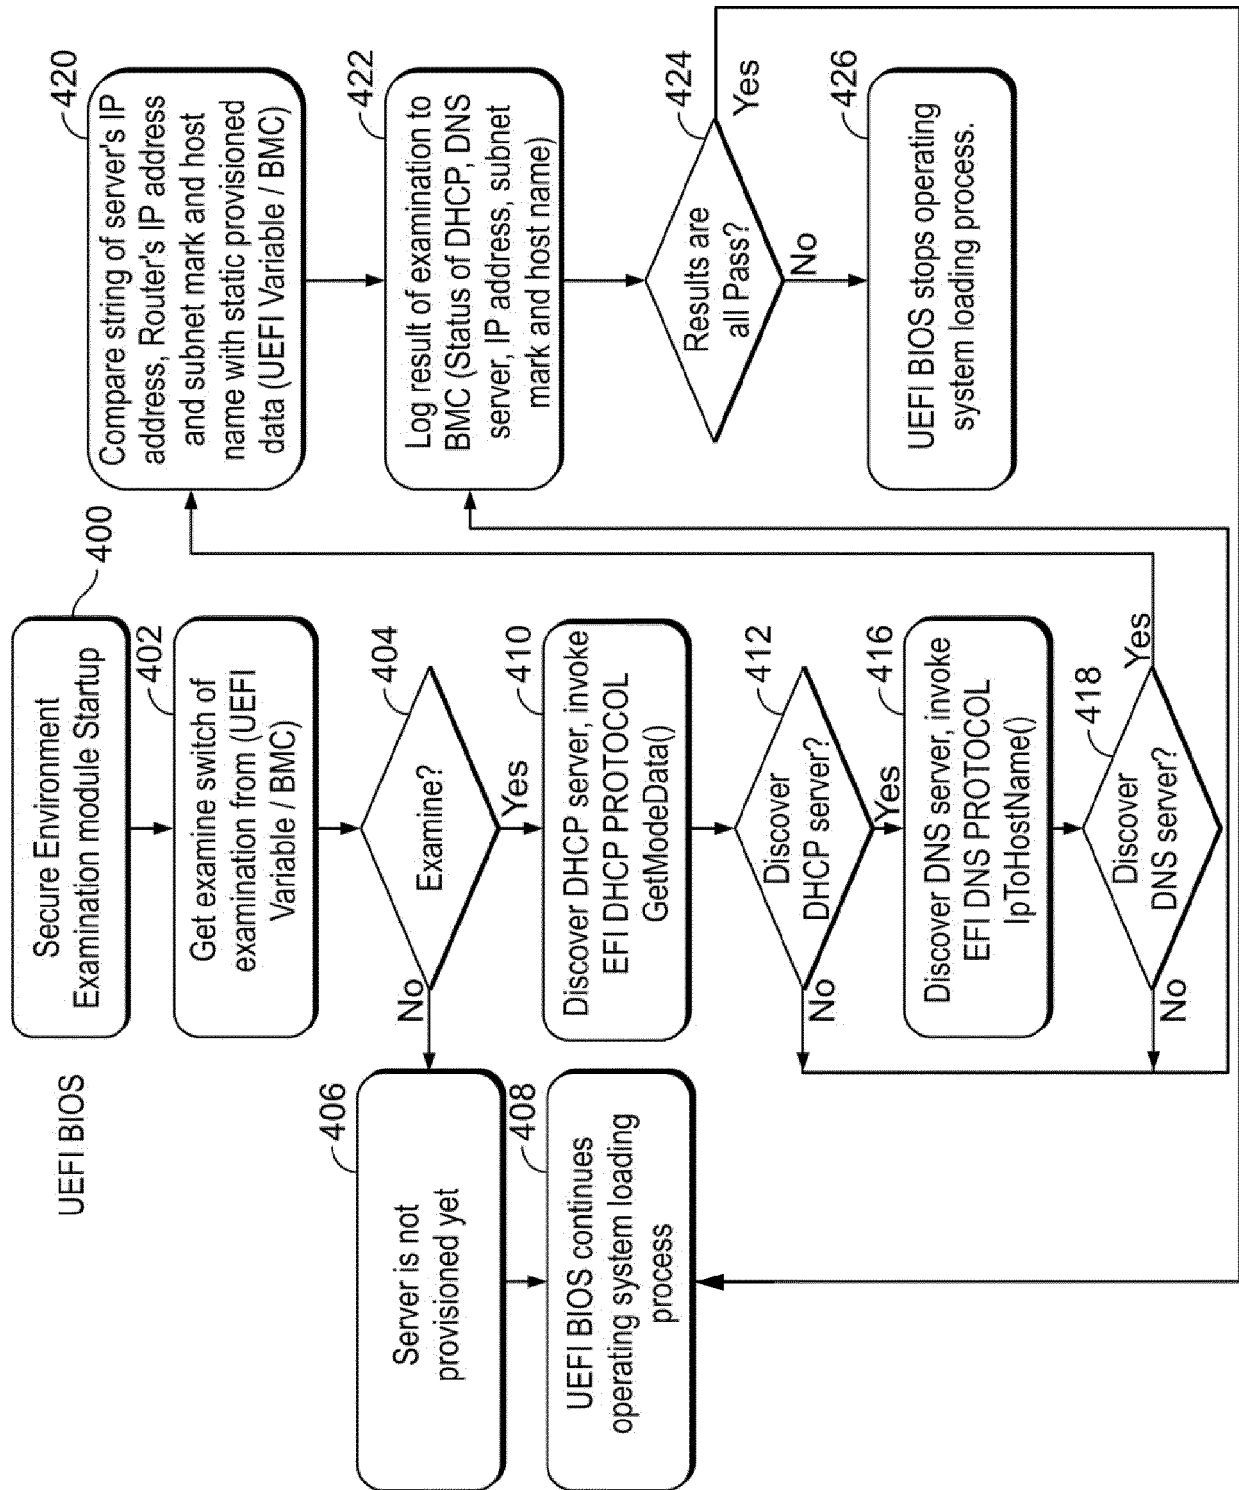 UEFI BIOS
400
Secure Environment
Examination module Startup
402
Get examine switch of
examination from (UEFI
Variable / BMC)
404
Examine?
No
Yes
406
Server is not
provisioned yet
408
UEFI BIOS continues
operating system loading
process
410
Discover DHCP server, invoke
EFI DHCP PROTOCOL
GetModeData()
412
Discover
DHCP server?
No
Yes
416
Discover DNS server, invoke
EFI DNS PROTOCOL
IpToHostName()
418
Discover
DNS server?
No
Yes
420
Compare string of server's IP
address, Router's IP address
and subnet mark and host
name with static provisioned
data (UEFI Variable / BMC)
422
Log result of examination to
BMC (Status of DHCP, DNS
server, IP address, subnet
mark and host name)
424
Results are
all Pass?
Yes
No
426
UEFI BIOS stops operating
system loading process.